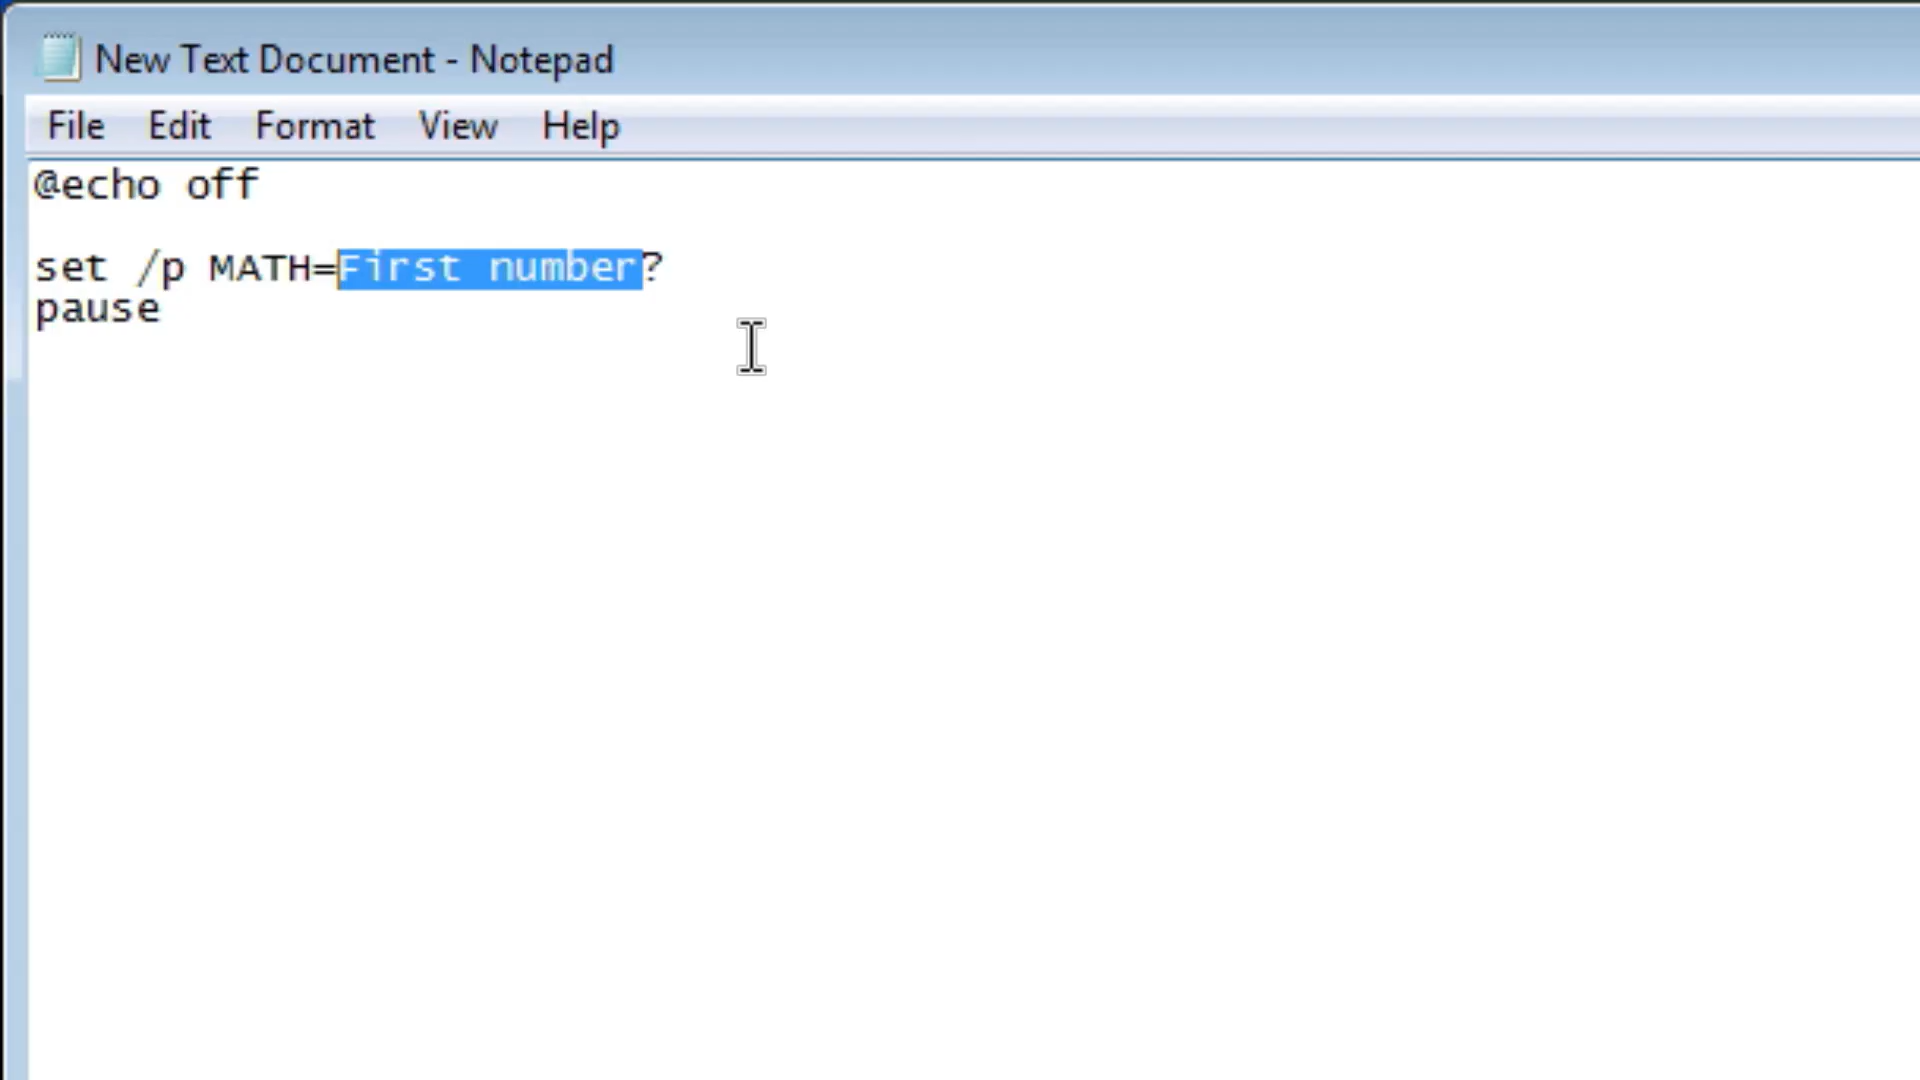 New Text Document - Notepad
File Edit Format View Help
@echo off
set /p MATH=First number?
pause